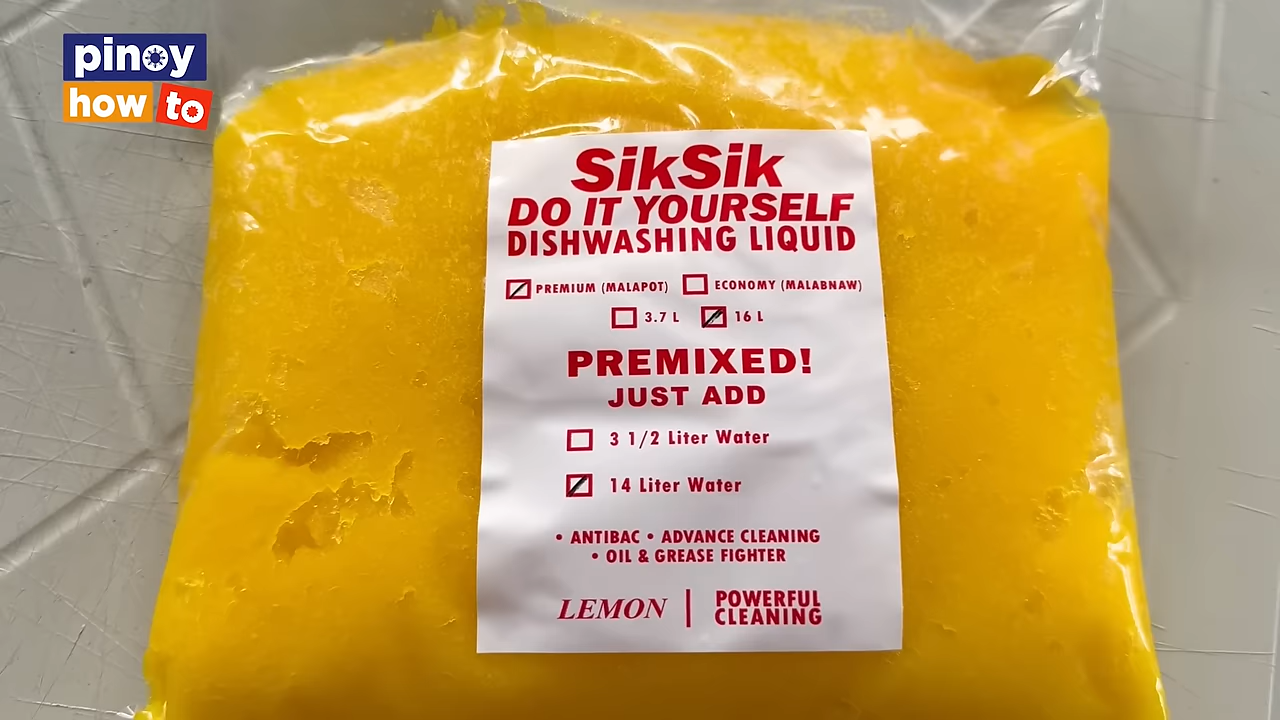 pinoy
how to
SikSik
DO IT YOURSELF
DISHWASHING LIQUID
PREMIUM (MALAPOT) ECONOMY (MALABNAW)
3.7 L 16 L
PREMIXED!
JUST ADD
3 1/2 Liter Water
14 Liter Water
• ANTIBAC • ADVANCE CLEANING
• OIL & GREASE FIGHTER
LEMON | POWERFUL
CLEANING